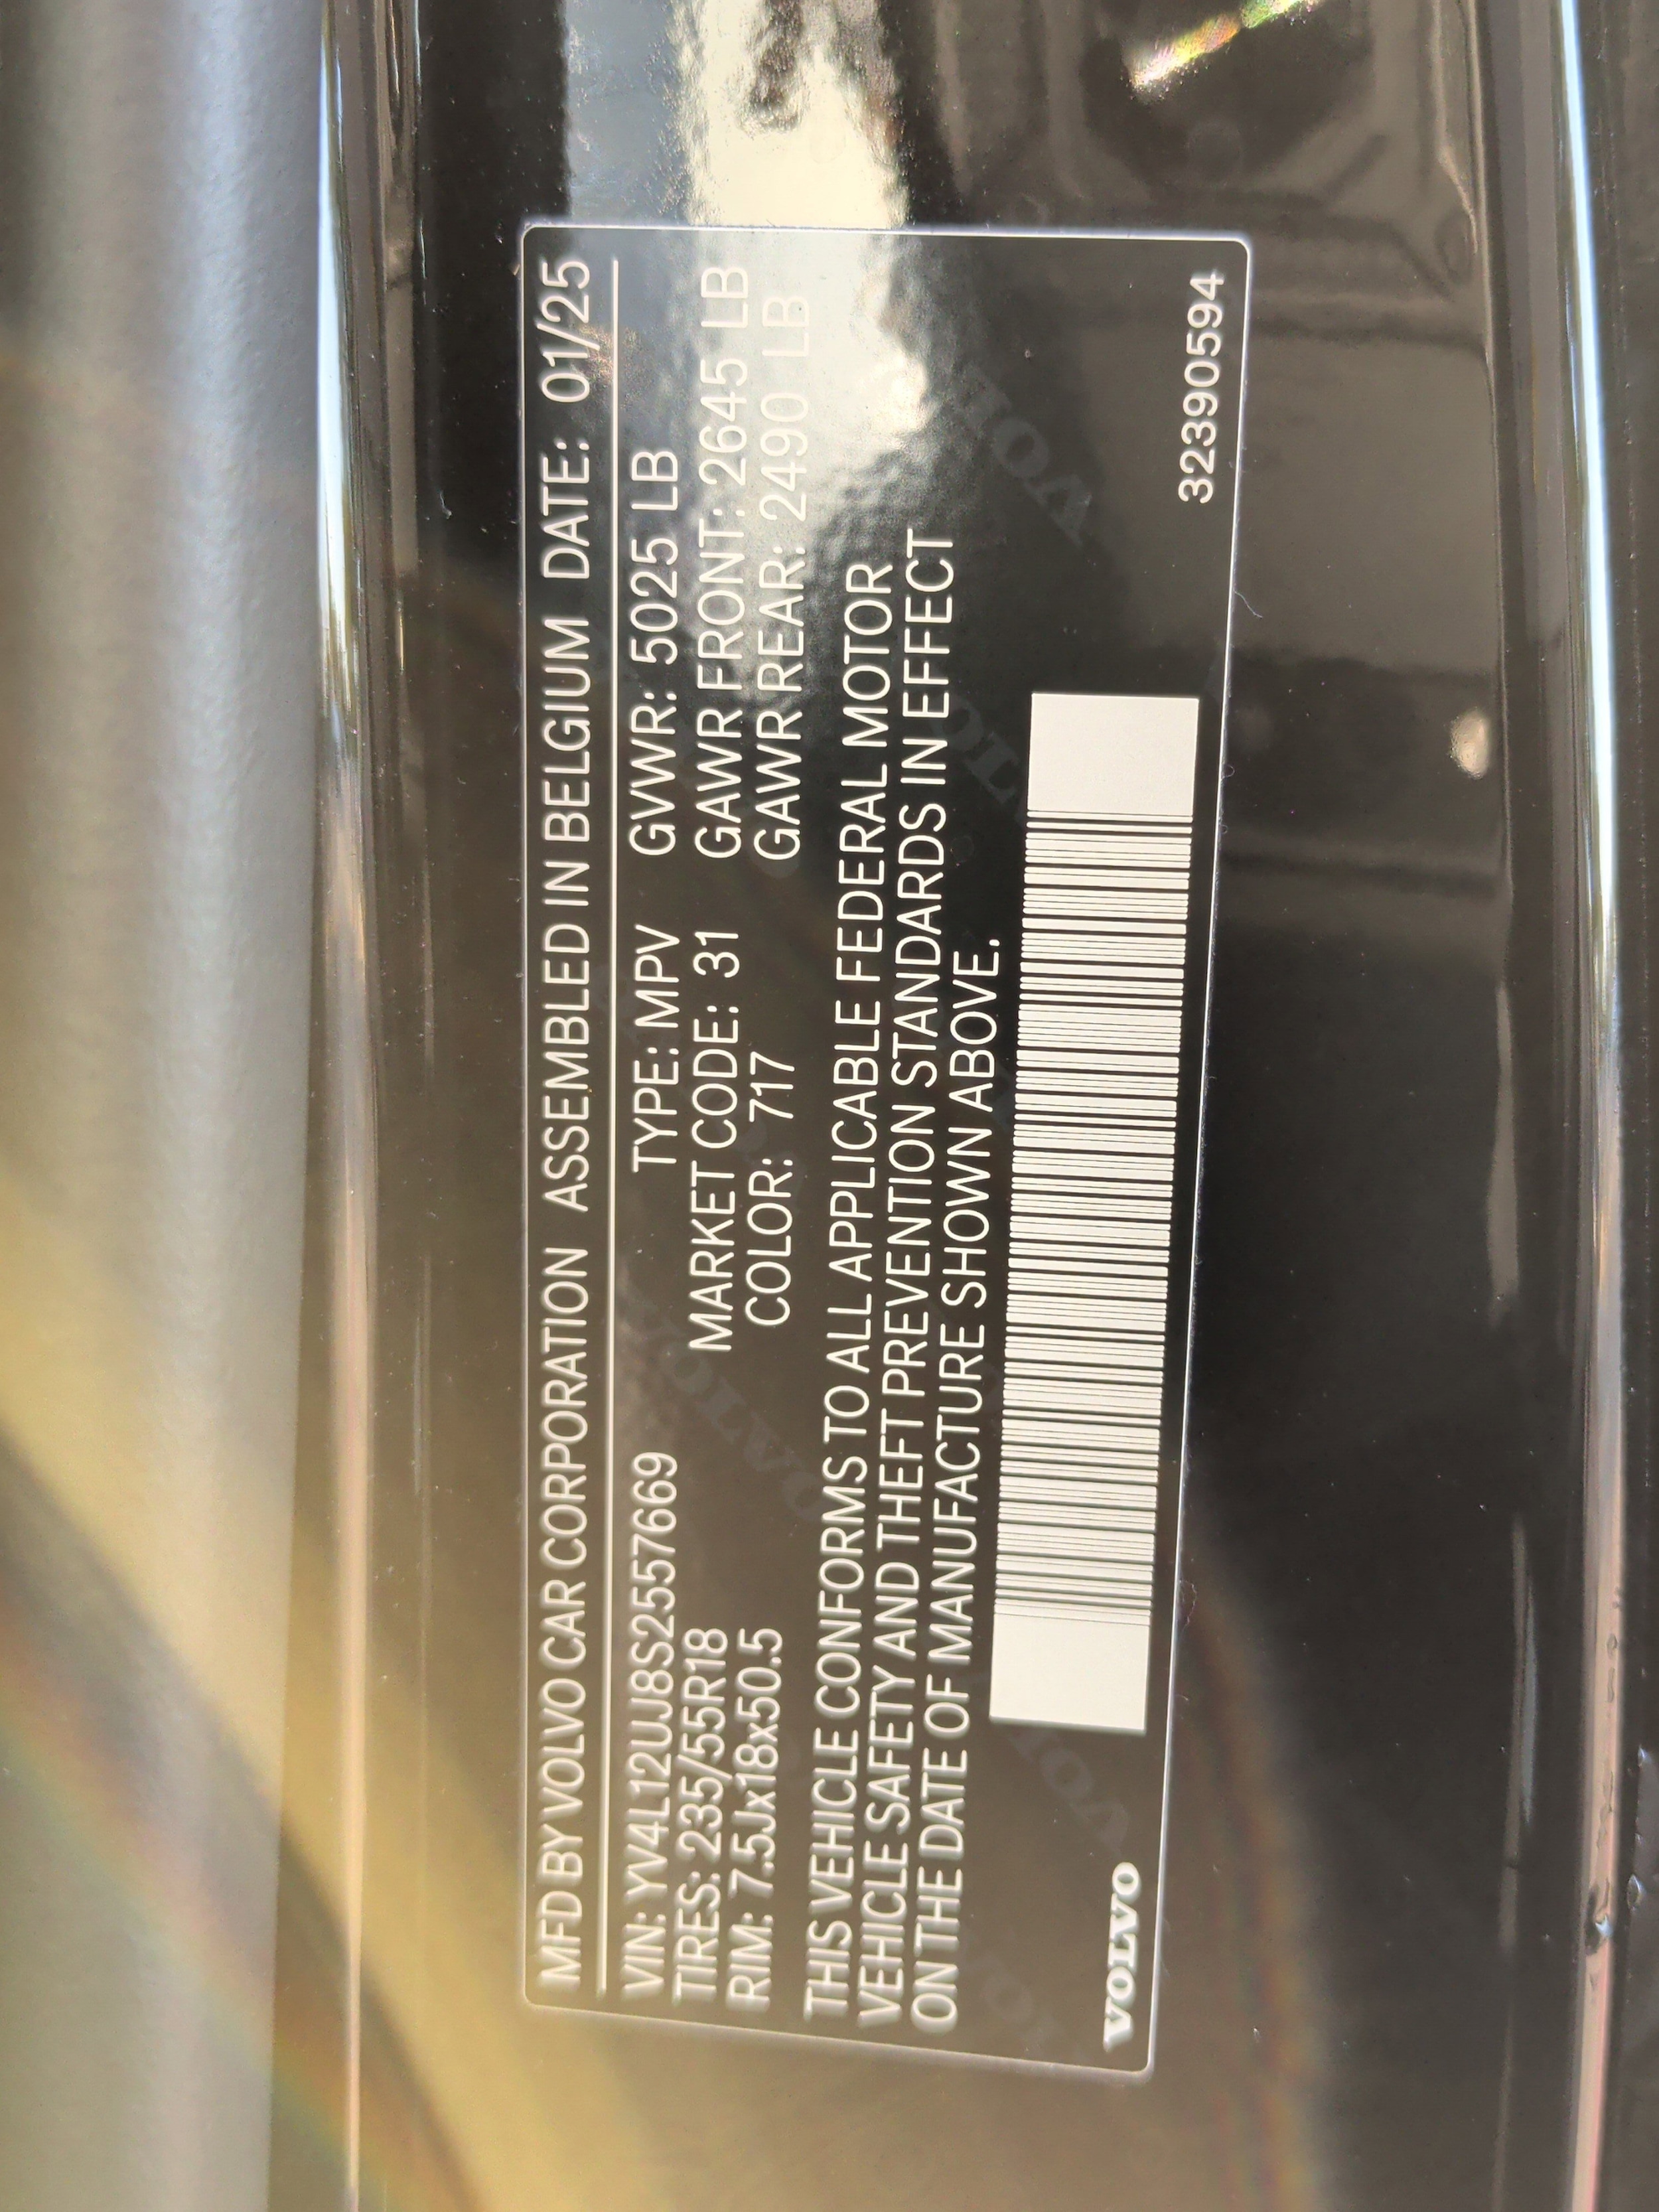 MFD BY VOLVO CAR CORPORATION ASSEMBLED IN BELGIUM DATE: 01/25
VIN: YV4L12UJ8S2557669 TYPE: MPV GVWR: 5025 LB
TIRES: 235/55R18 MARKET CODE: 31 GAWR FRONT: 2645 LB
RIM: 7.5Jx18x50.5 COLOR: 717 GAWR REAR: 2490 LB
THIS VEHICLE CONFORMS TO ALL APPLICABLE FEDERAL MOTOR
VEHICLE SAFETY AND THEFT PREVENTION STANDARDS IN EFFECT
ON THE DATE OF MANUFACTURE SHOWN ABOVE.
VOLVO
32390594